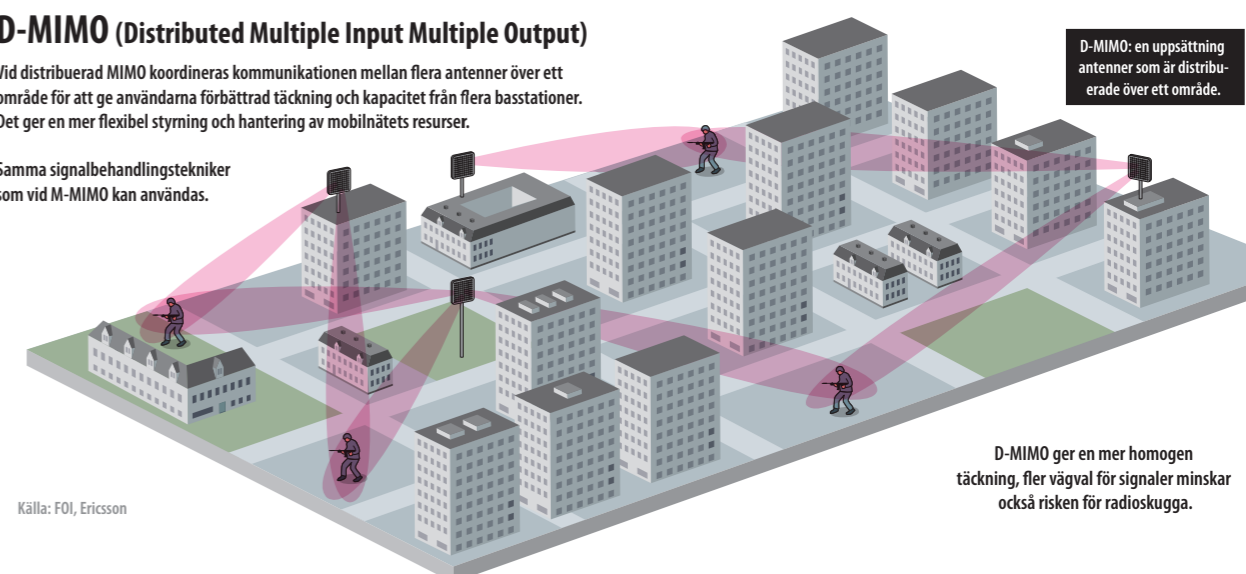 D-MIMO (Distributed Multiple Input Multiple Output)
Vid distribuerad MIMO koordineras kommunikationen mellan flera antenner över ett
område för att ge användarna förbättrad täckning och kapacitet från flera basstationer.
Det ger en mer flexibel styrning och hantering av mobilnätets resurser.
Samma signalbehandlingstekniker
som vid M-MIMO kan användas.
D-MIMO: en uppsättning
antenner som är distribu-
erade över ett område.
D-MIMO ger en mer homogen
täckning, fler vägval för signaler minskar
också risken för radioskugga.
Källa: FOI, Ericsson